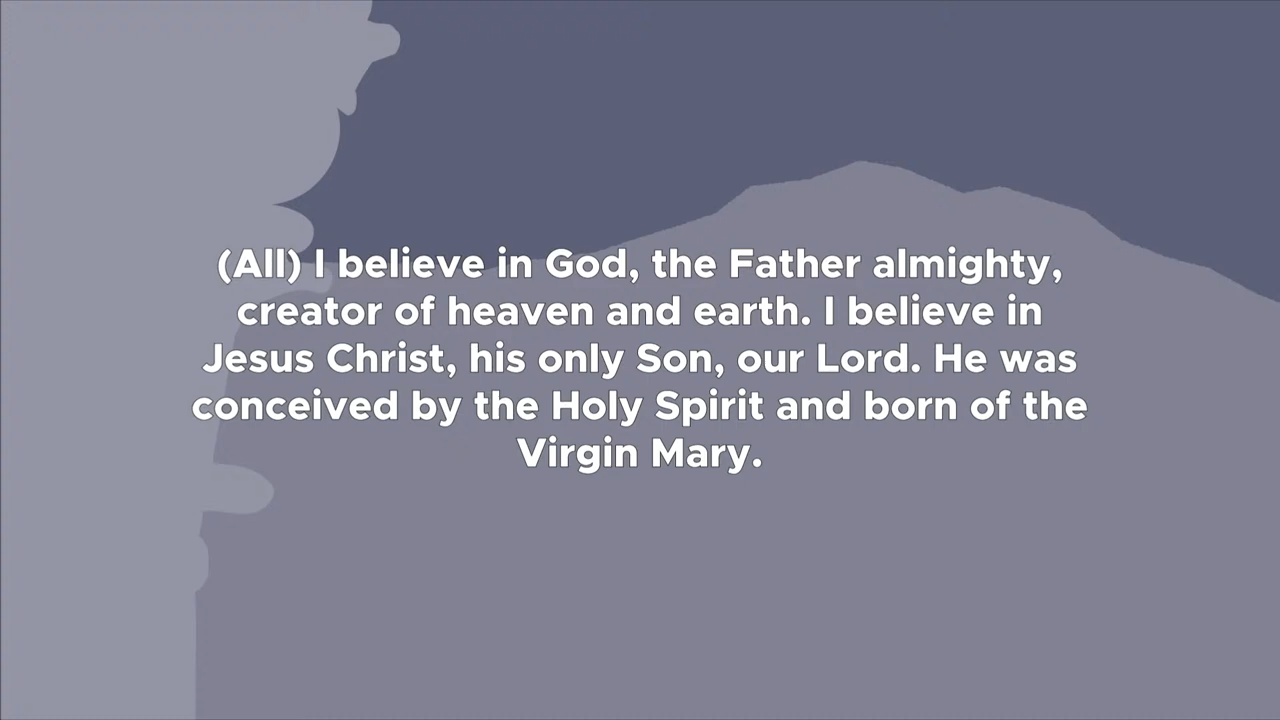 (All) I believe in God, the Father almighty,
creator of heaven and earth. I believe in
Jesus Christ, his only Son, our Lord. He was
conceived by the Holy Spirit and born of the
Virgin Mary.